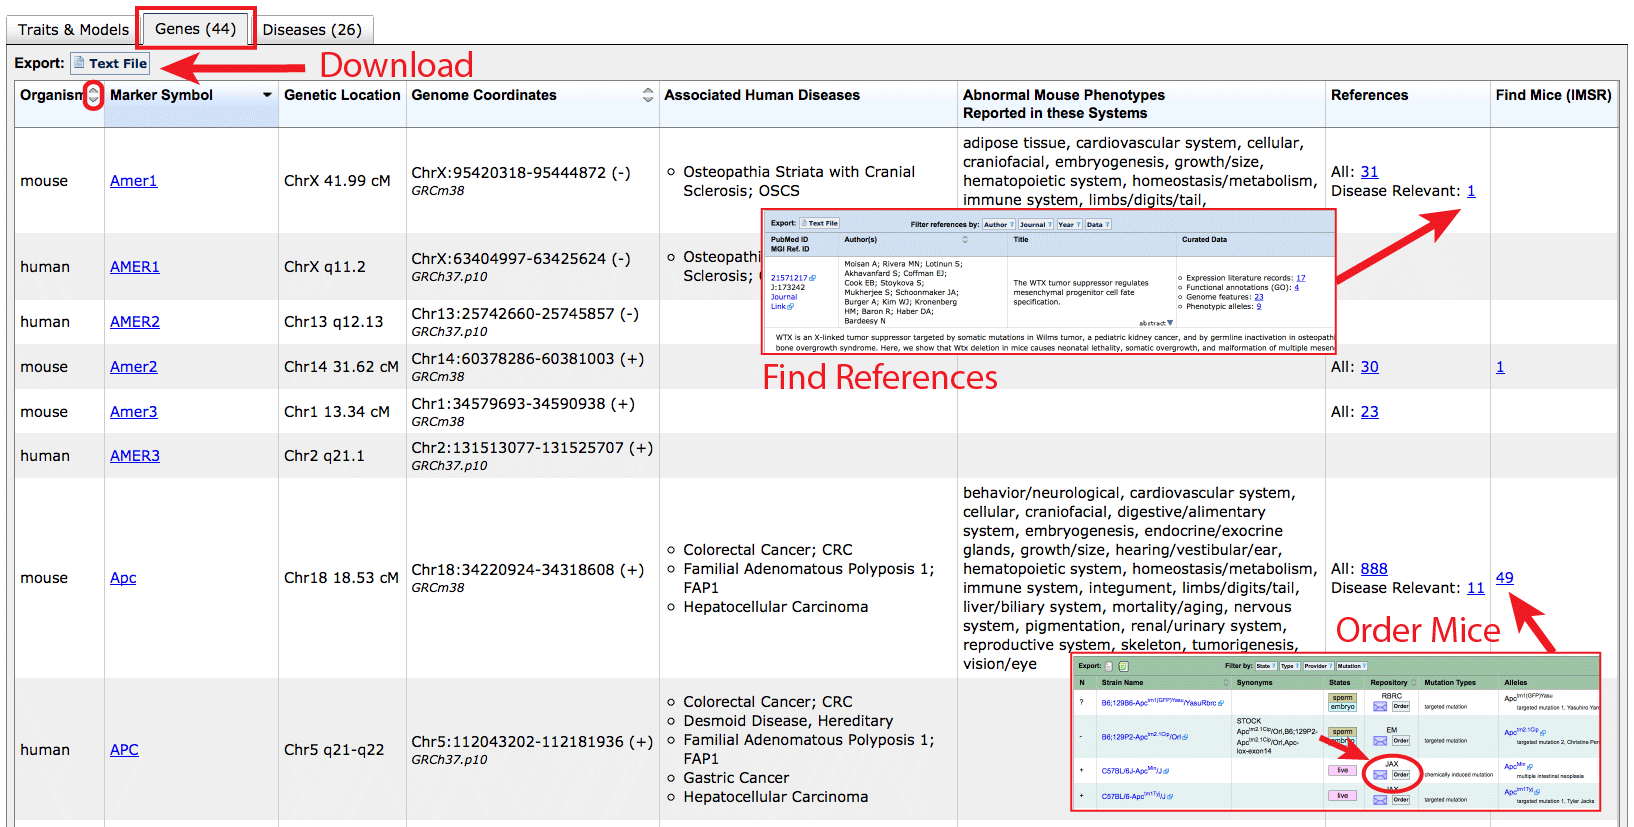 Traits & Models
Genes (44)
Diseases (26)
Export: Text File
Download
Organism Marker Symbol Genetic Location Genome Coordinates Associated Human Diseases Abnormal Mouse Phenotypes References Find Mice (IMSR)
Reported in these Systems
mouse Amer1 ChrX 41.99 cM ChrX:95420318-95444872 (-)
GRCm38
Osteopathia Striata with Cranial
Sclerosis; OSCS
adipose tissue, cardiovascular system, cellular,
craniofacial, embryogenesis, growth/size,
hematopoietic system, homeostasis/metabolism,
immune system, limbs/digits/tail,
All: 31
Disease Relevant: 1
human AMER1 ChrX q11.2 ChrX:63404997-63425624 (-)
GRCh37.p10
Sclerosis;
human AMER2 Chr13 q12.13 Chr13:25742660-25745857 (-)
GRCh37.p10
mouse Amer2 Chr14 31.62 cM Chr14:60378286-60381003 (+)
GRCm38
All: 30
1
mouse Amer3 Chr1 13.34 cM Chr1:34579693-34590938 (+)
GRCm38
All: 23
human AMER3 Chr2 q21.1 Chr2:131513077-131525707 (+)
GRCh37.p10
Export: Text File Filter references by: Author Journal Year Data
PubMed ID Author(s) Title Curated Data
MGI Ref. ID
21571217
J:173242
Journal
Link
Moisan A; Rivera MN; Lotinun S;
Akhavanfard S; Coffman EJ;
Cook EB; Stoykova S;
Mukherjee S; Schoonmaker JA;
Burger A; Kim WJ; Kronenberg
HM; Baron R; Haber DA;
Bardeesy N
The WTX tumor suppressor regulates
mesenchymal progenitor cell fate
specification.
abstract
Expression literature records: 17
Functional annotations (GO): 4
Genome features: 23
Phenotypic alleles: 9
WTX is an X-linked tumor suppressor targeted by somatic mutations in Wilms tumor, a pediatric kidney cancer, and by germline inactivation in osteopathi
bone overgrowth syndrome. Here, we show that Wtx deletion in mice causes neonatal lethality, somatic overgrowth, and malformation of multiple mesen
Find References
mouse Apc Chr18 18.53 cM Chr18:34220924-34318608 (+)
GRCm38
Colorectal Cancer; CRC
Familial Adenomatous Polyposis 1;
FAP1
Hepatocellular Carcinoma
behavior/neurological, cardiovascular system,
cellular, craniofacial, digestive/alimentary
system, embryogenesis, endocrine/exocrine
glands, growth/size, hearing/vestibular/ear,
hematopoietic system, homeostasis/metabolism,
immune system, integument, limbs/digits/tail,
liver/biliary system, mortality/aging, nervous
system, pigmentation, renal/urinary system,
reproductive system, skeleton, tumorigenesis,
vision/eye
All: 888
Disease Relevant: 11
49
Order Mice
human APC Chr5 q21-q22 Chr5:112043202-112181936 (+)
GRCh37.p10
Colorectal Cancer; CRC
Desmoid Disease, Hereditary
Familial Adenomatous Polyposis 1;
FAP1
Gastric Cancer
Hepatocellular Carcinoma
Export: Filter by: State Type Provider Mutation
N Strain Name Synonyms States Repository Mutation Types Alleles
? B6;129B6-Apctm1(GFP)Yasu/YasuRbrc sperm embryo RBRC Order targeted mutation Apctm1(GFP)Yasu
targeted mutation 1, Yasuhiro Yam
- B6;129P2-Apctm2.1Cip/Orl
STOCK
Apctm2.1Cip/Orl,B6;129P2-
Apctm2.1Cip/Orl,Apc-
lox-exon14
sperm embryo EM Order targeted mutation Apctm2.1Cip
targeted mutation 2, Christine Per
+ C57BL/6J-ApcMin/J live JAX Order chemically induced mutation ApcMin
multiple intestinal neoplasia
+ C57BL/6-Apctm1Tyj/J live JAX Order targeted mutation Apctm1Tyj
targeted mutation 1, Tyler Jacks